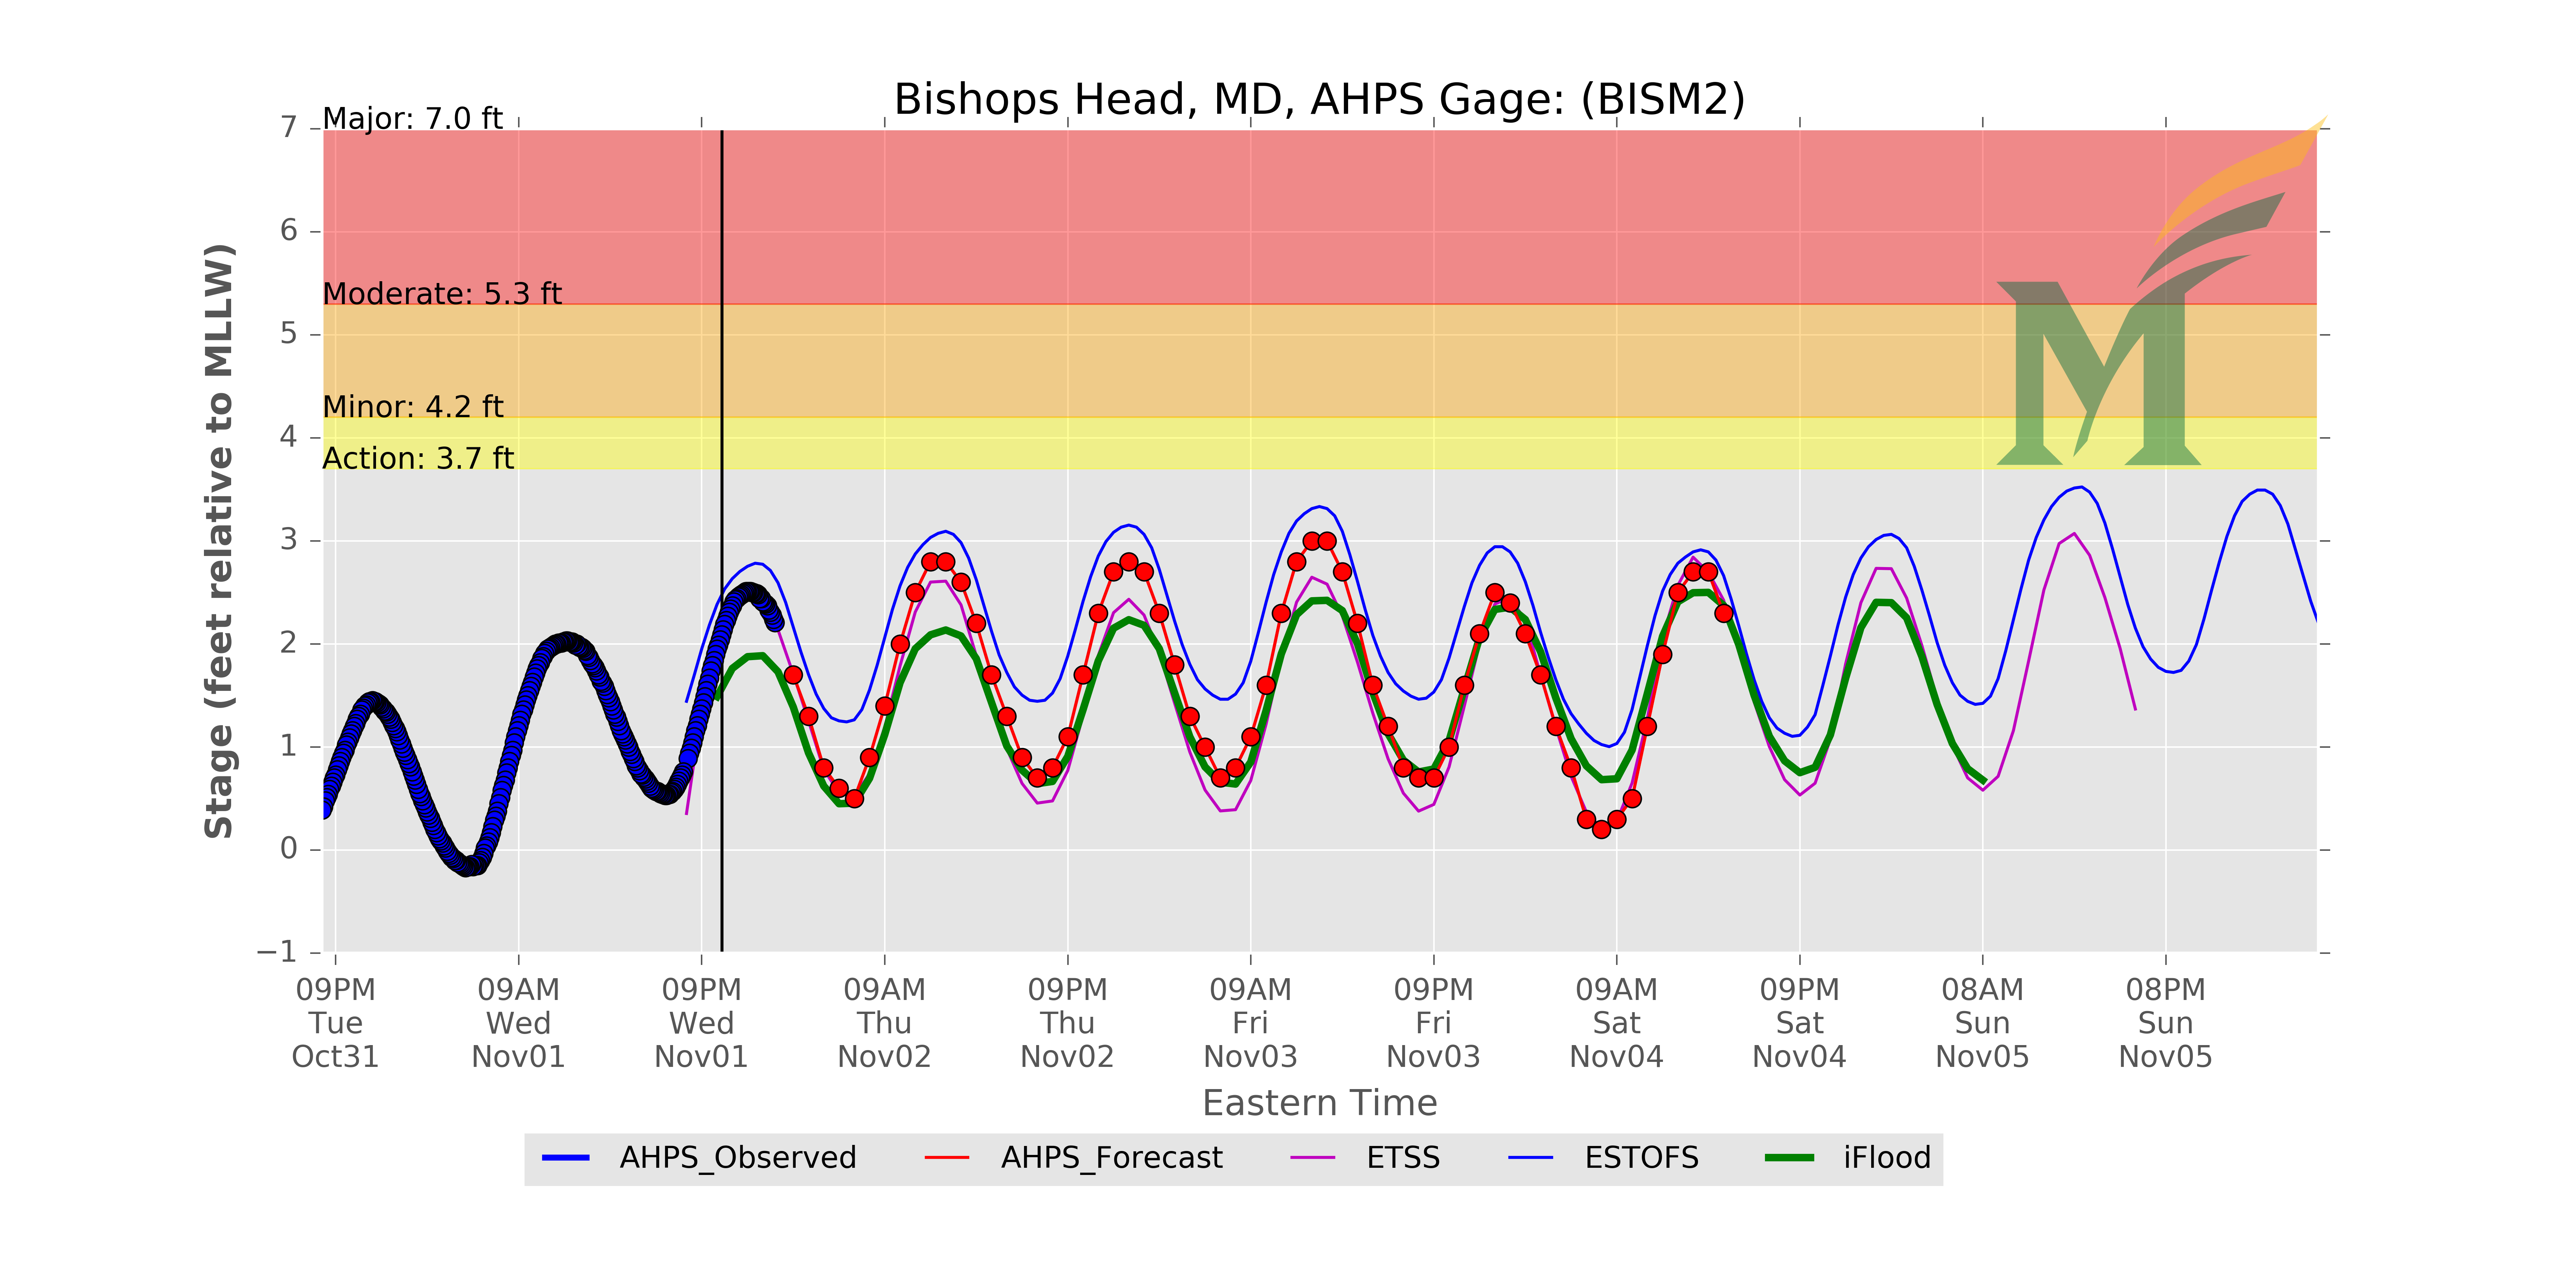 Bishops Head, MD, AHPS Gage: (BISM2)
Major: 7.0 ft
Moderate: 5.3 ft
Minor: 4.2 ft
Action: 3.7 ft
Stage (feet relative to MLLW)
7
6
5
4
3
2
1
0
−1
09PM Tue Oct31
09AM Wed Nov01
09PM Wed Nov01
09AM Thu Nov02
09PM Thu Nov02
09AM Fri Nov03
09PM Fri Nov03
09AM Sat Nov04
09PM Sat Nov04
08AM Sun Nov05
08PM Sun Nov05
Eastern Time
AHPS_Observed AHPS_Forecast ETSS ESTOFS iFlood
M